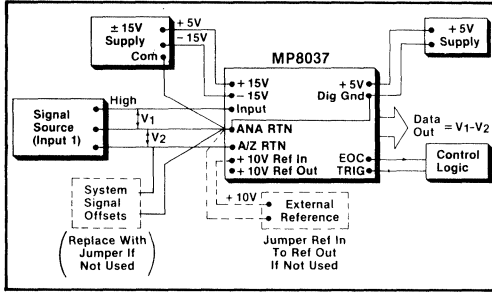 ± 15V
Supply
Com
+ 5V
– 15V
MP8037
+ 5V
Supply
+ 15V
– 15V
Input
ANA RTN
A/Z RTN
+ 10V Ref In
+ 10V Ref Out
+ 5V
Dig Gnd
EOC
TRIG
High
V1
V2
Signal
Source
(Input 1)
Data
Out = V1-V2
Control
Logic
System
Signal
Offsets
(Replace With
Jumper If
Not Used)
+ 10V
External
Reference
Jumper Ref In
To Ref Out
If Not Used